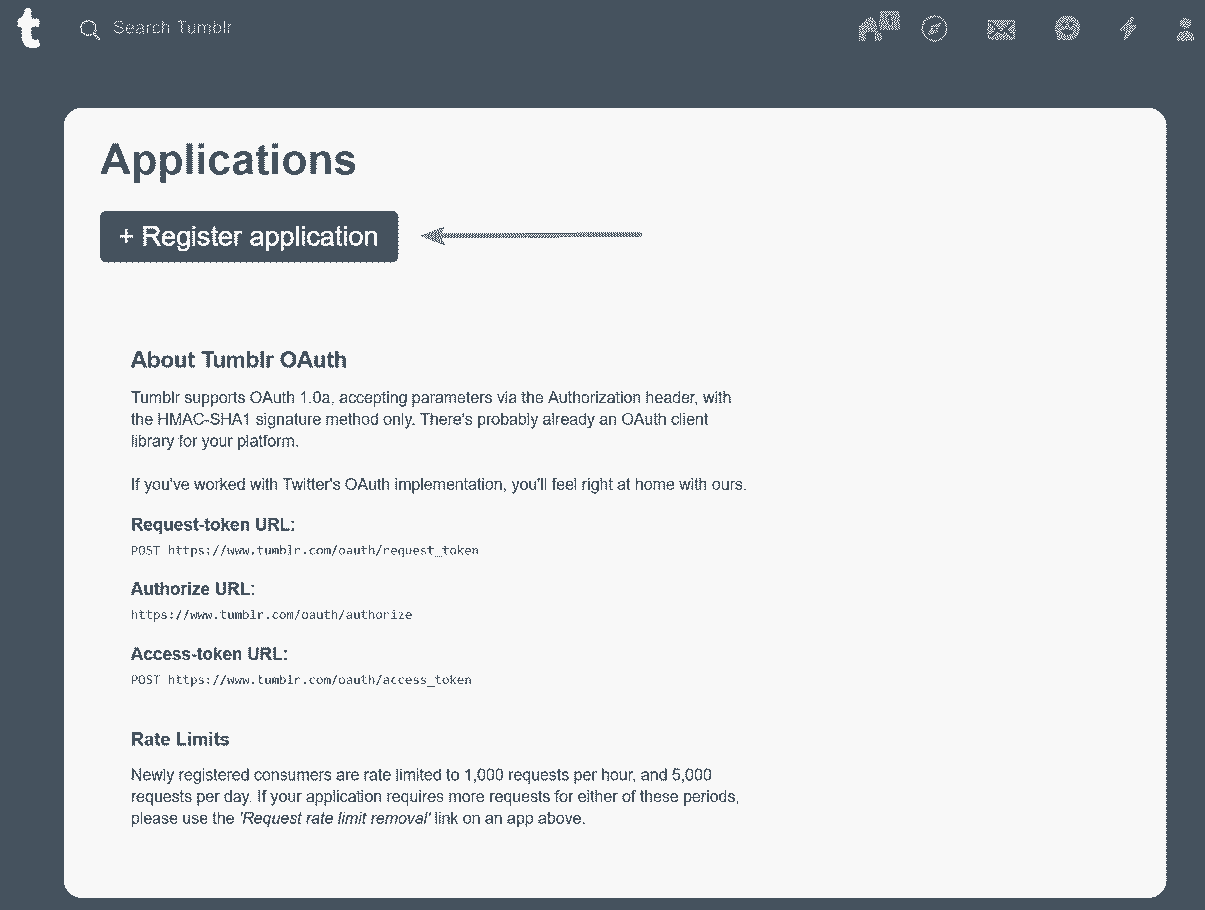 t
Search Tumblr
Applications
+ Register application
About Tumblr OAuth
Tumblr supports OAuth 1.0a, accepting parameters via the Authorization header, with
the HMAC-SHA1 signature method only. There's probably already an OAuth client
library for your platform.
If you've worked with Twitter's OAuth implementation, you'll feel right at home with ours.
Request-token URL:
POST https://www.tumblr.com/oauth/request_token
Authorize URL:
https://www.tumblr.com/oauth/authorize
Access-token URL:
POST https://www.tumblr.com/oauth/access_token
Rate Limits
Newly registered consumers are rate limited to 1,000 requests per hour, and 5,000
requests per day. If your application requires more requests for either of these periods,
please use the 'Request rate limit removal' link on an app above.